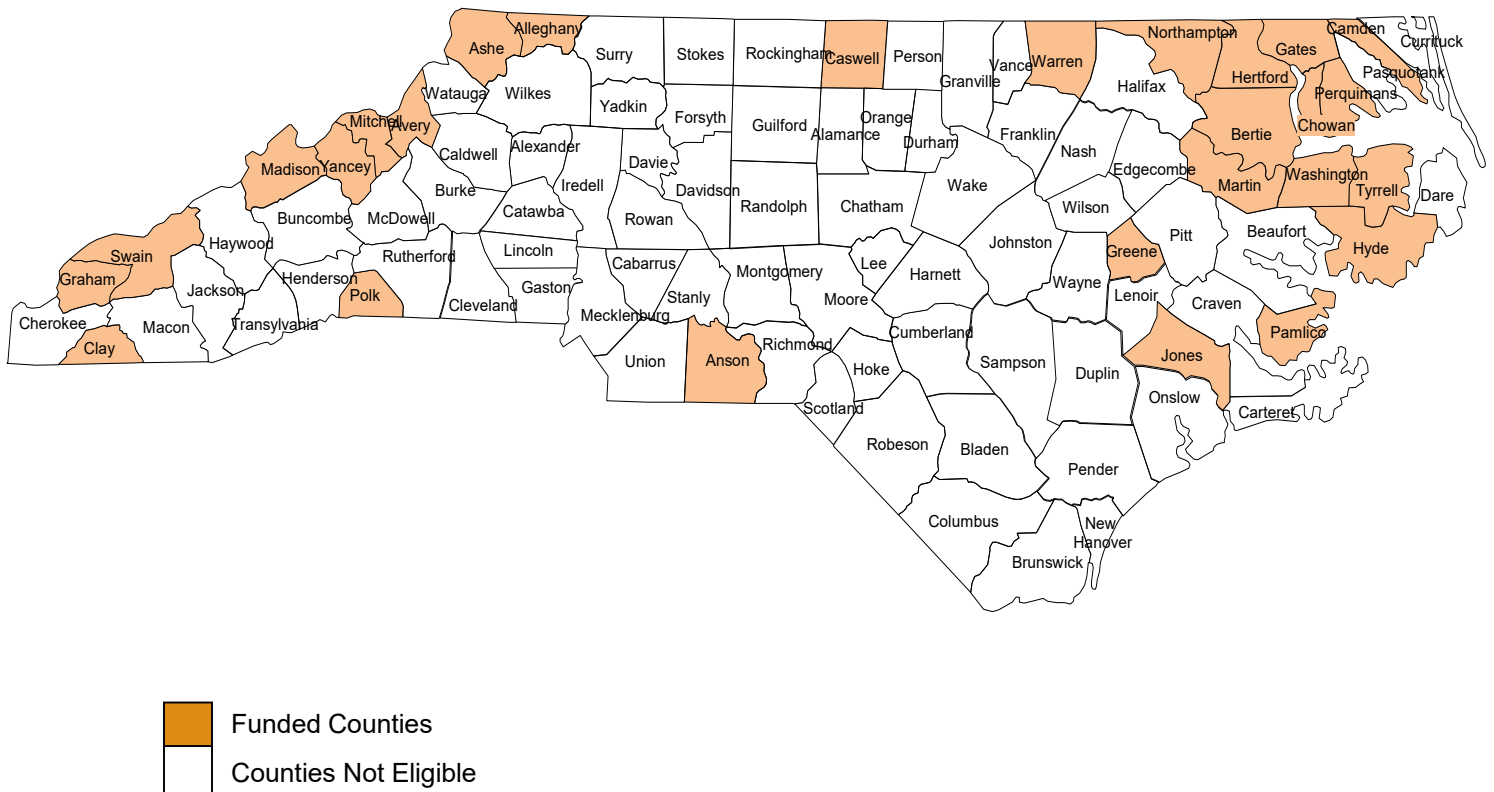 Alleghany
Ashe
Surry
Stokes
Rockingham
Caswell
Person
Granville
Vance
Warren
Northampton
Gates
Camden
Currituck
Hertford
Pasquotank
Perquimans
Halifax
Watauga
Wilkes
Yadkin
Forsyth
Guilford
Alamance
Orange
Durham
Franklin
Nash
Bertie
Chowan
Mitchell
Avery
Caldwell
Alexander
Davie
Iredell
Davidson
Edgecombe
Madison
Yancey
Burke
Wake
Martin
Washington
Tyrrell
Dare
Buncombe
McDowell
Catawba
Rowan
Randolph
Chatham
Wilson
Pitt
Beaufort
Swain
Haywood
Rutherford
Lincoln
Cabarrus
Montgomery
Lee
Harnett
Johnston
Greene
Hyde
Graham
Jackson
Henderson
Polk
Cleveland
Gaston
Mecklenburg
Stanly
Moore
Wayne
Lenoir
Craven
Cherokee
Macon
Transylvania
Clay
Union
Anson
Richmond
Cumberland
Hoke
Sampson
Duplin
Jones
Pamlico
Scotland
Onslow
Carteret
Robeson
Bladen
Pender
Columbus
New
Hanover
Brunswick
Funded Counties
Counties Not Eligible